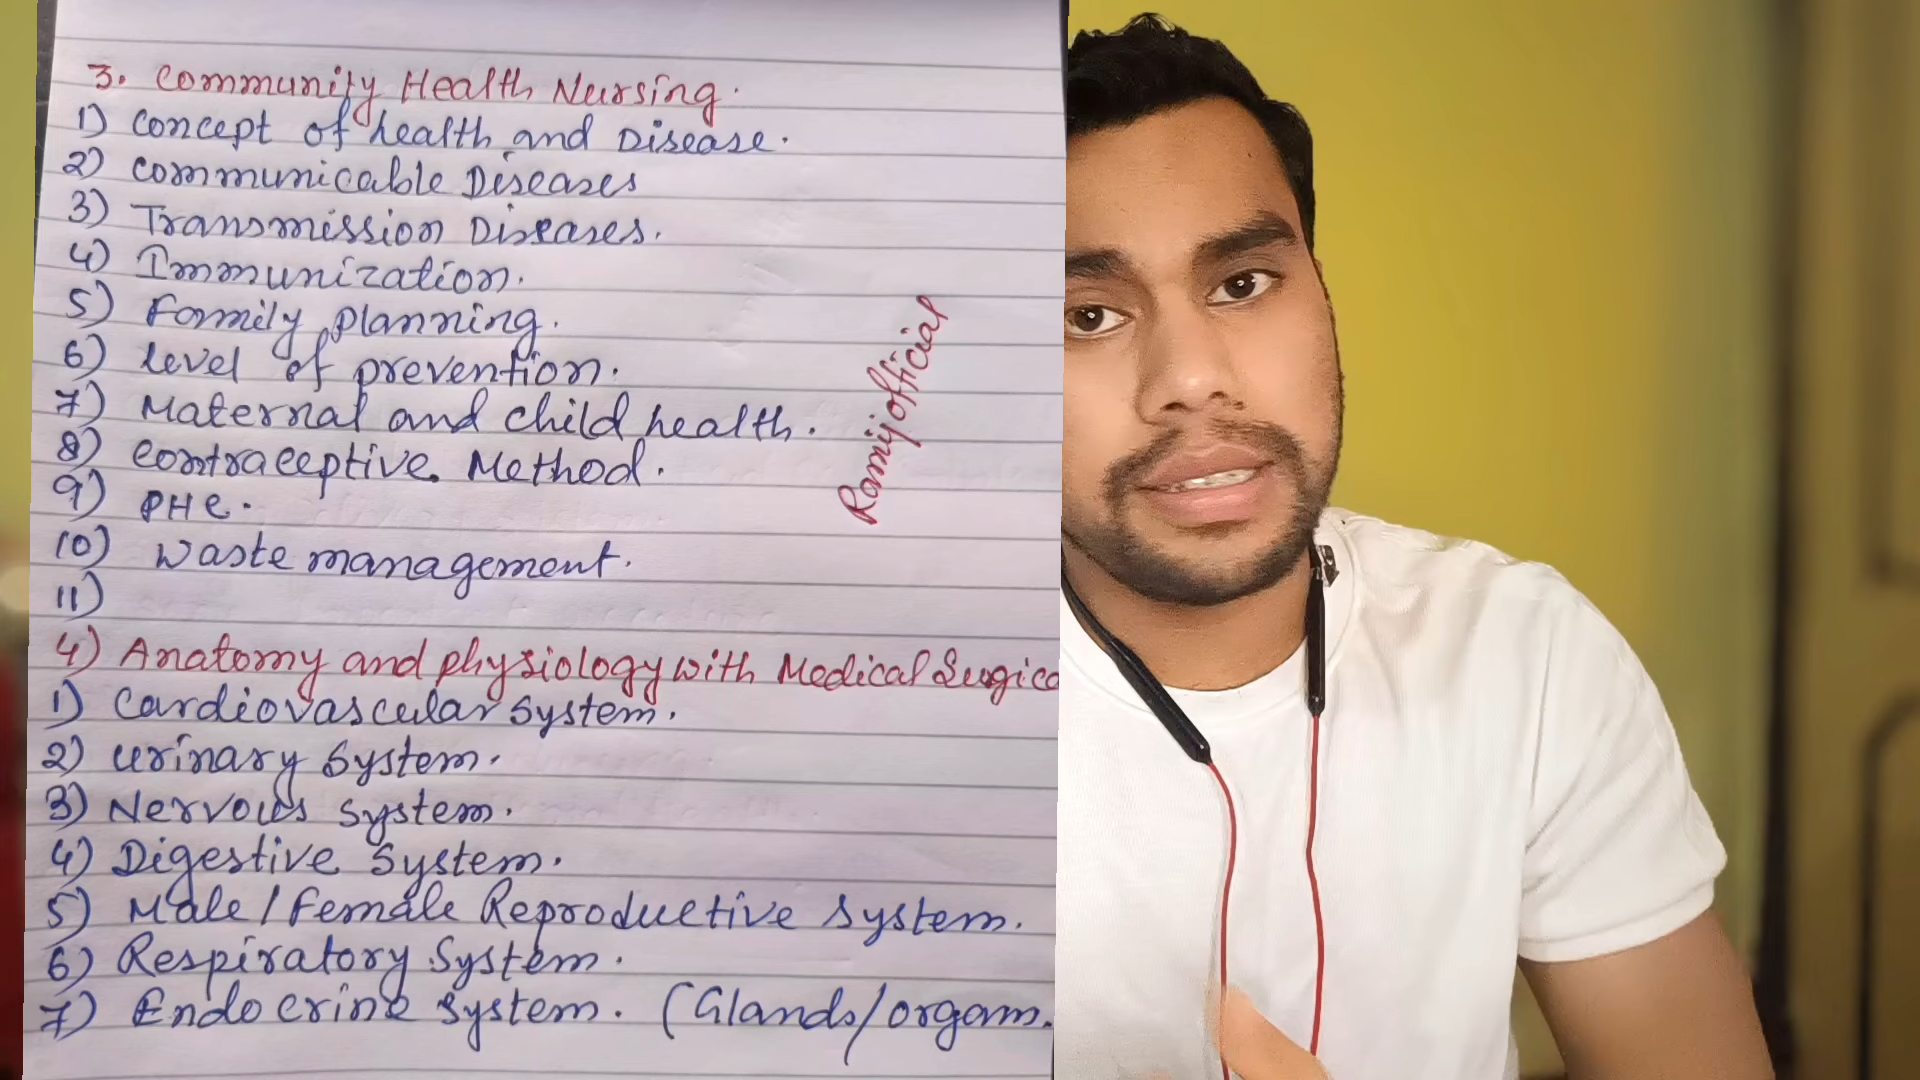 3. Community Health Nursing.
1) Concept of health and Disease.
2) Communicable Diseases
3) Transmission Diseases.
4) Immunization.
5) Family planning.
6) level of prevention.
7) Maternal and child health.
8) Contraceptive Method.
9) PHC.
10) Waste management.
11)
Ramijofficial
4) Anatomy and physiology with Medical Surgica
1) Cardiovascular System.
2) Urinary System.
3) Nervous System.
4) Digestive System.
5) Male/Female Reproductive System.
6) Respiratory System.
7) Endocrine System. (Glands/organ.